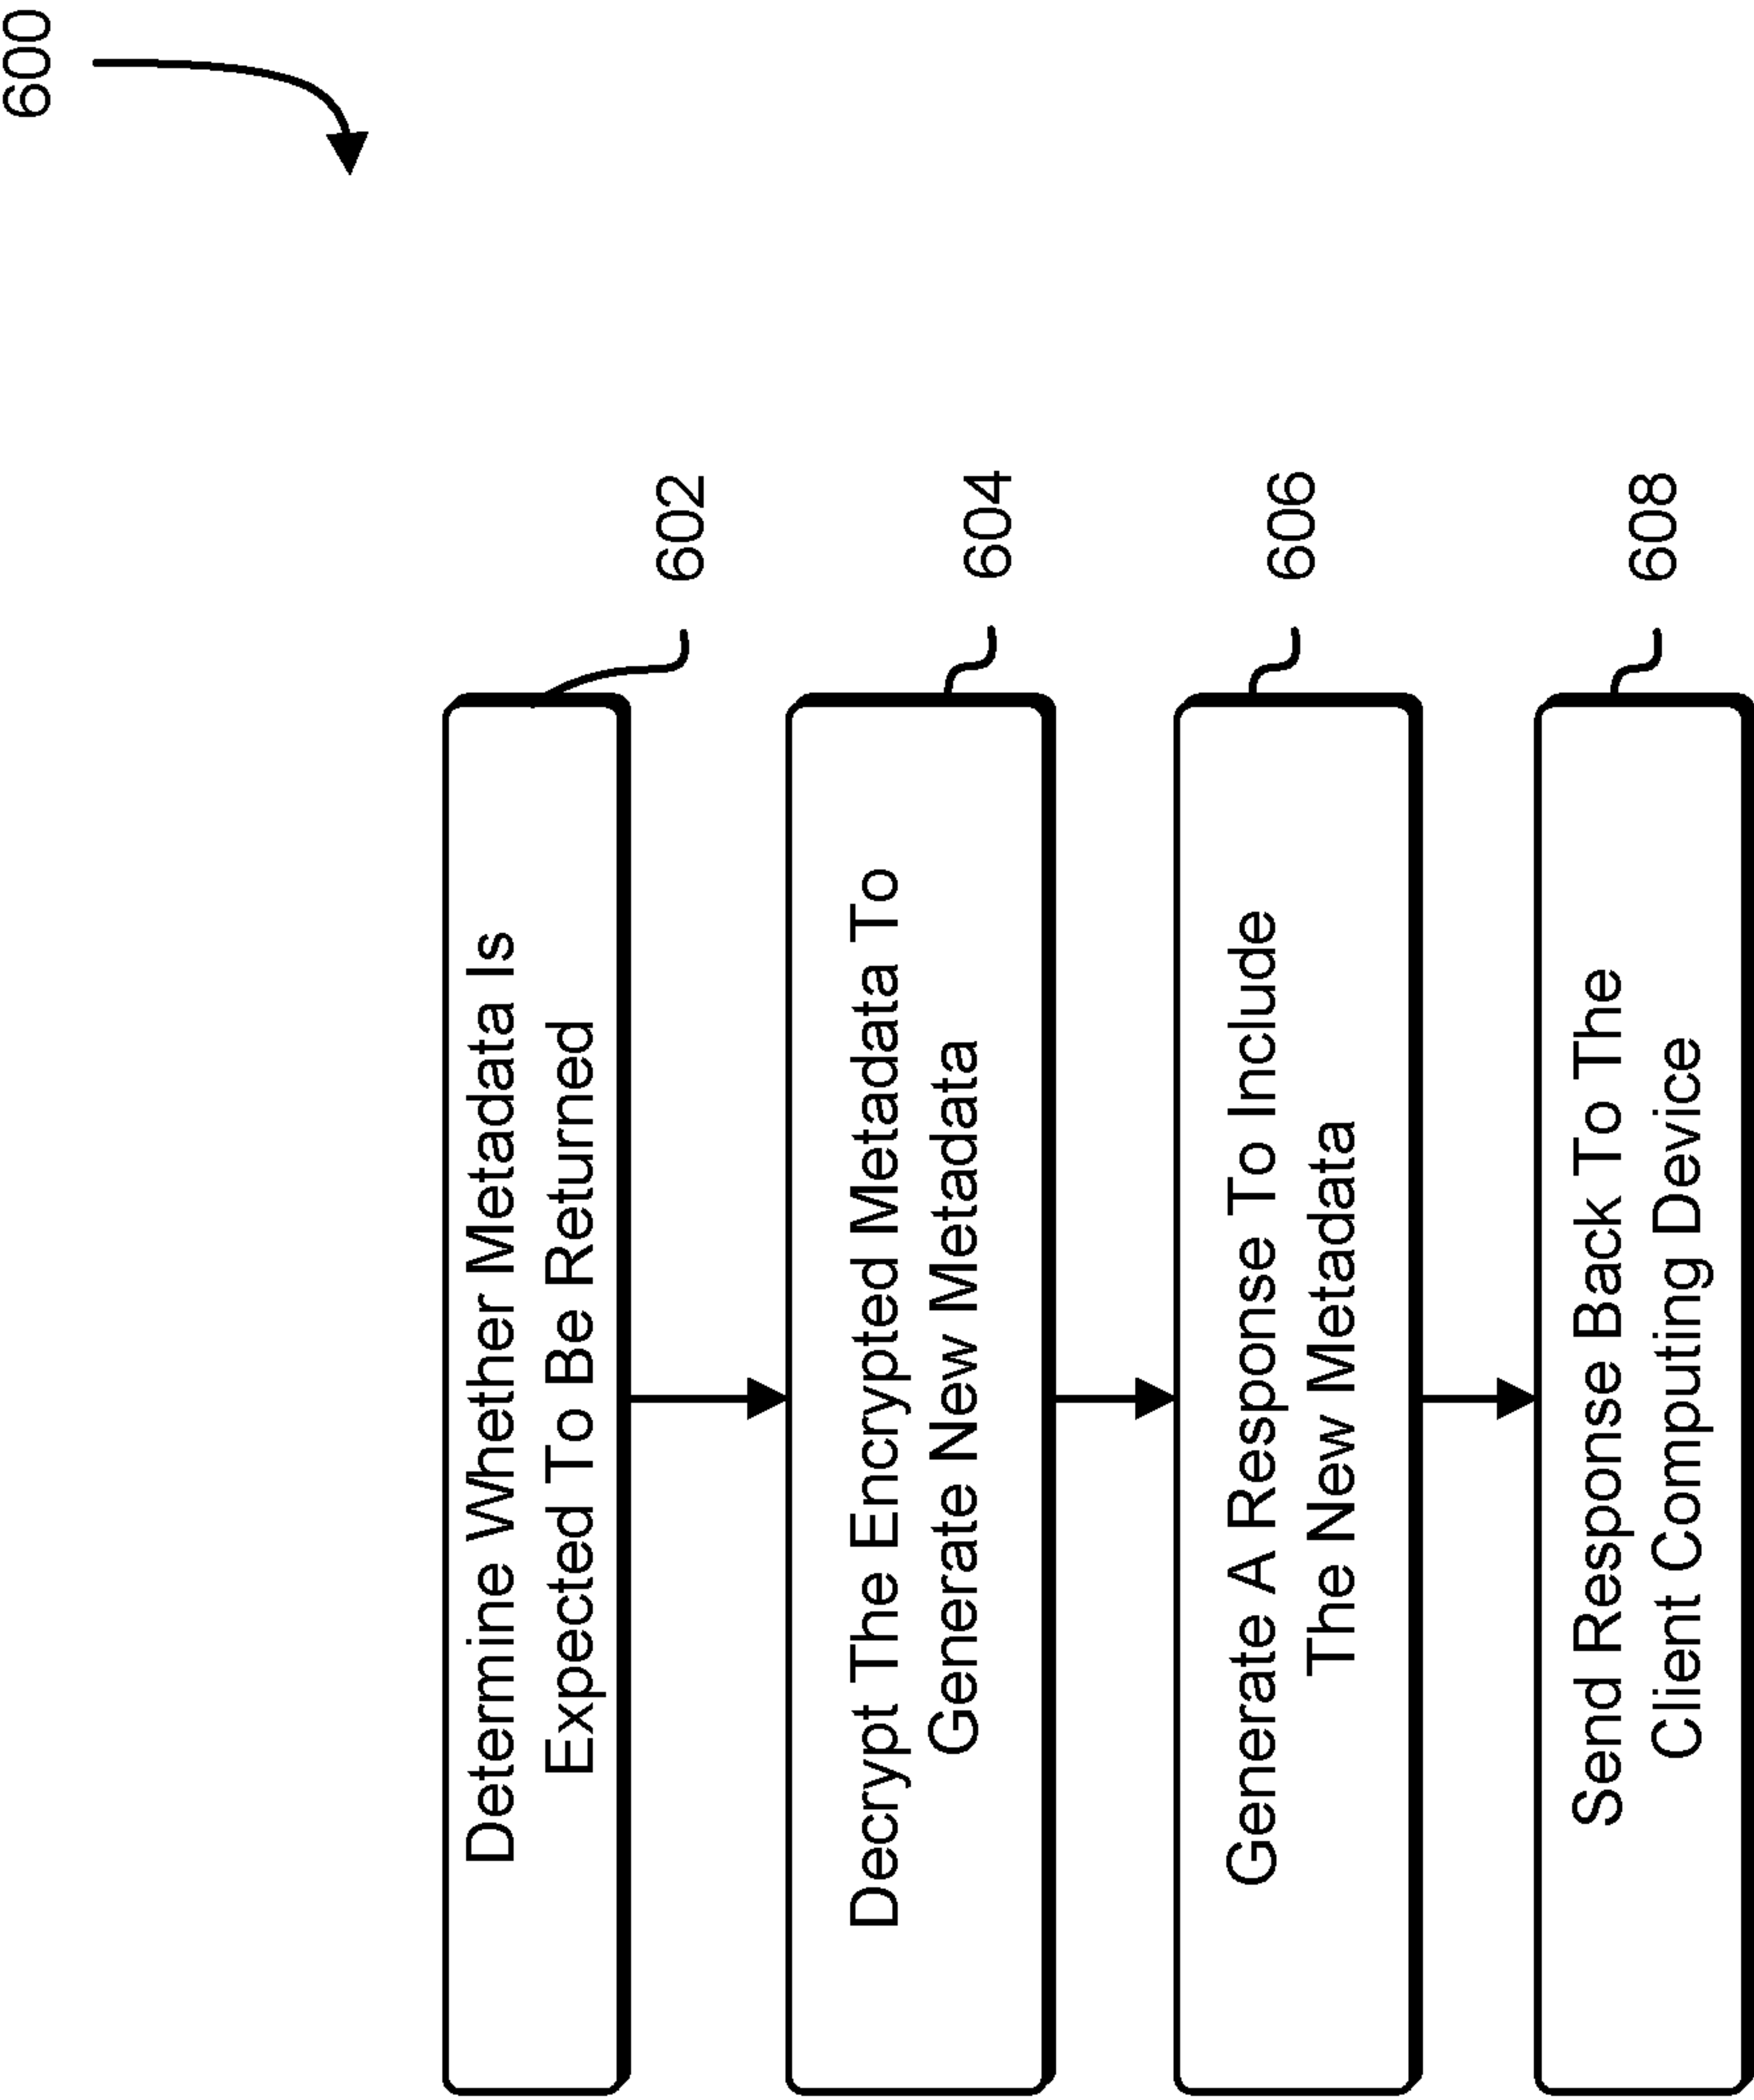 600
Determine Whether Metadata Is
Expected To Be Returned
602
Decrypt The Encrypted Metadata To
Generate New Metadata
604
Generate A Response To Include
The New Metadata
606
Send Response Back To The
Client Computing Device
608